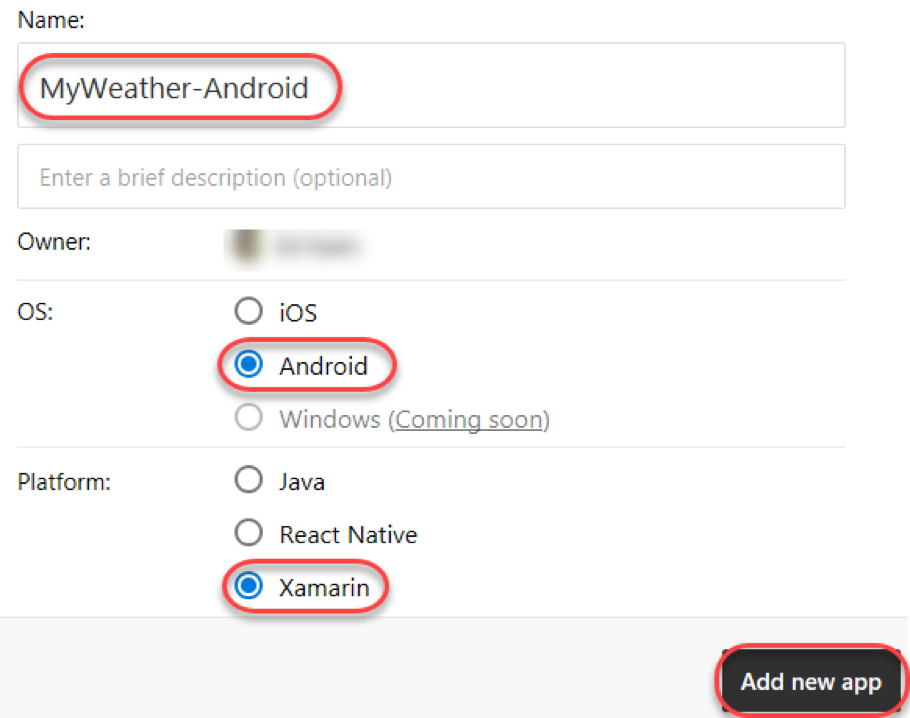 Name:
MyWeather-Android
Enter a brief description (optional)
Owner:
OS:
iOS
Android
Windows (Coming soon)
Platform:
Java
React Native
Xamarin
Add new app